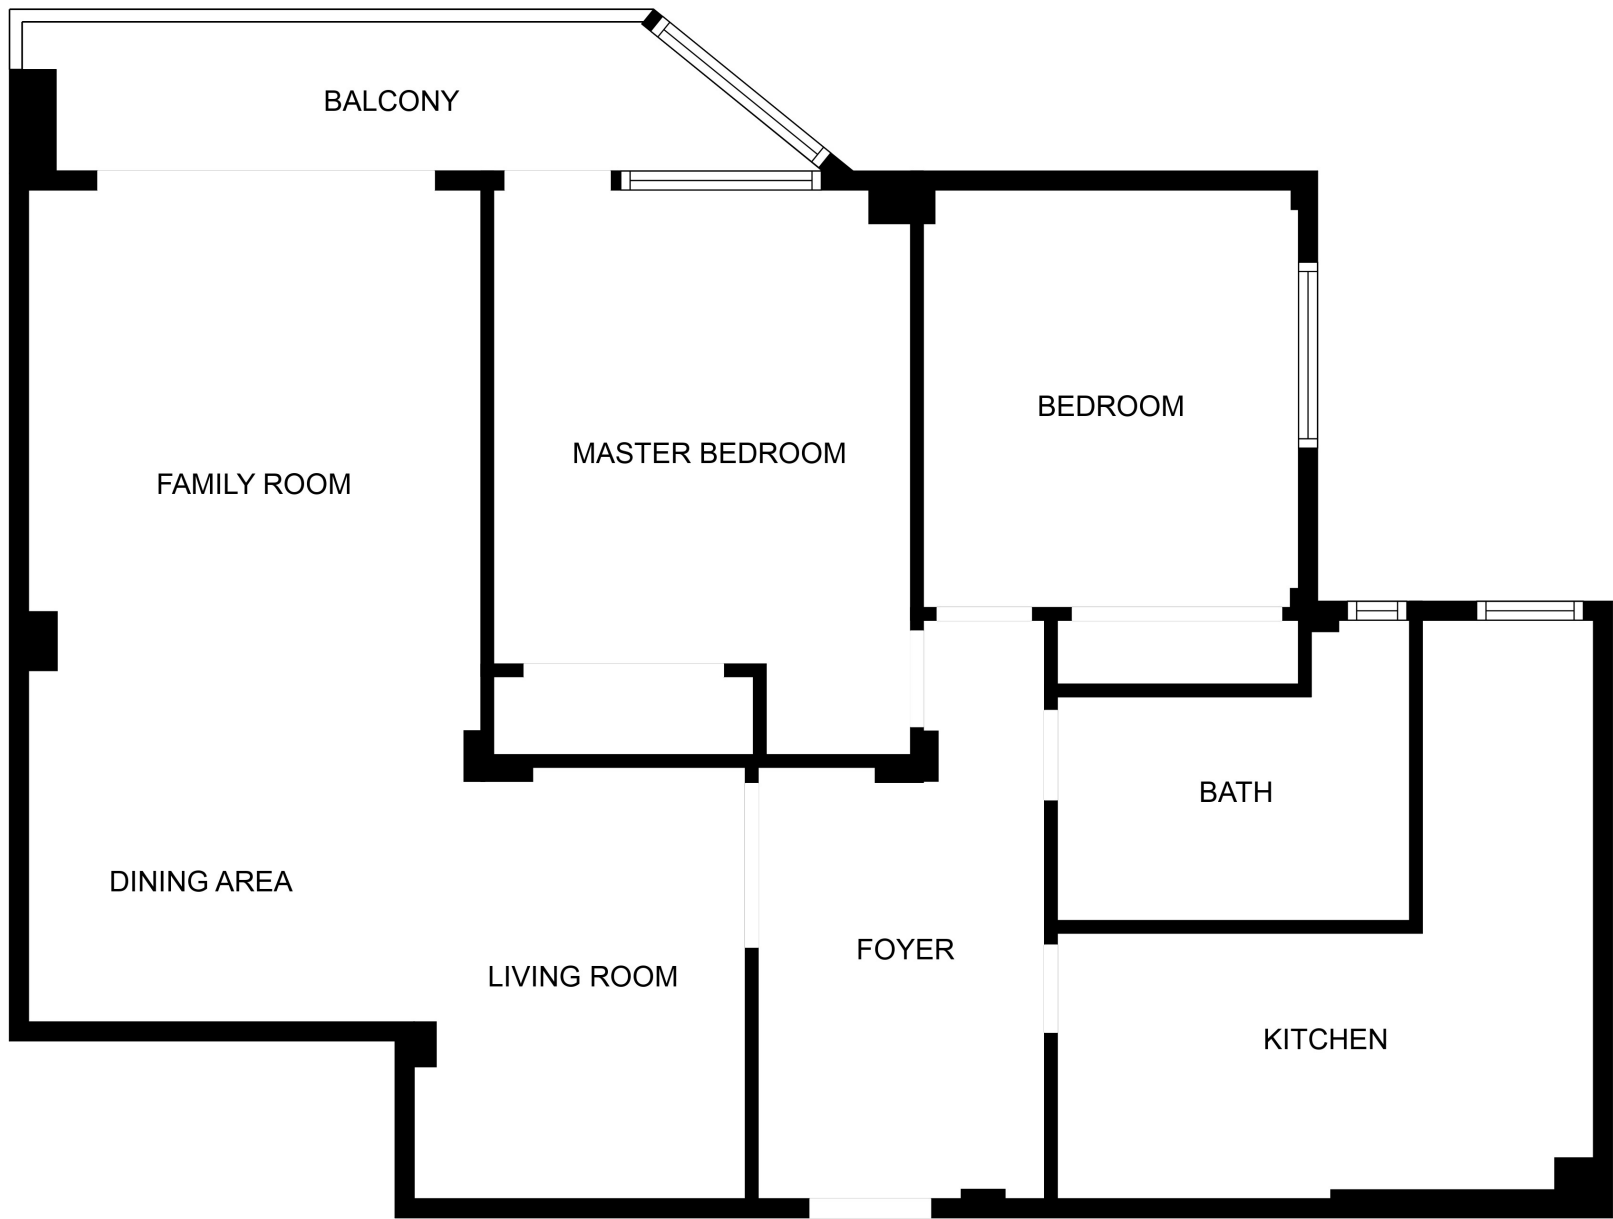 BALCONY
BEDROOM
MASTER BEDROOM
FAMILY ROOM
BATH
DINING AREA
FOYER
LIVING ROOM
KITCHEN